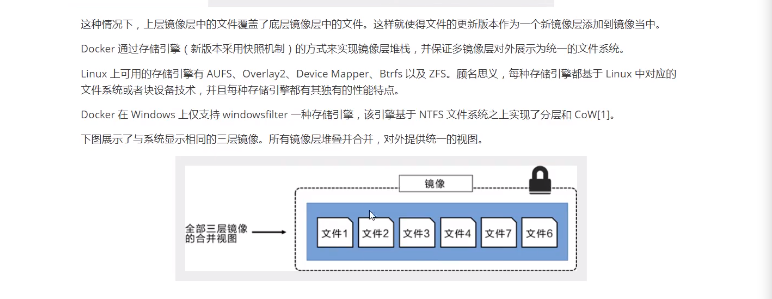 这种情况下，上层镜像层中的文件覆盖了底层镜像层中的文件。这样就使得文件的更新版本作为一个新镜像层添加到镜像当中。
Docker 通过存储引擎（新版本采用快照机制）的方式来实现镜像层堆栈，并保证多镜像层对外展示为统一的文件系统。
Linux 上可用的存储引擎有 AUFS、Overlay2、Device Mapper、Btrfs 以及 ZFS。顾名思义，每种存储引擎都基于 Linux 中对应的
文件系统或者块设备技术，并且每种存储引擎都有其独有的性能特点。
Docker 在 Windows 上仅支持 windowsfilter 一种存储引擎，该引擎基于 NTFS 文件系统之上实现了分层和 CoW[1]。
下图展示了与系统显示相同的三层镜像。所有镜像层堆叠并合并，对外提供统一的视图。
镜像
全部三层镜像
的合并视图
文件1 文件2 文件3 文件4 文件7 文件6